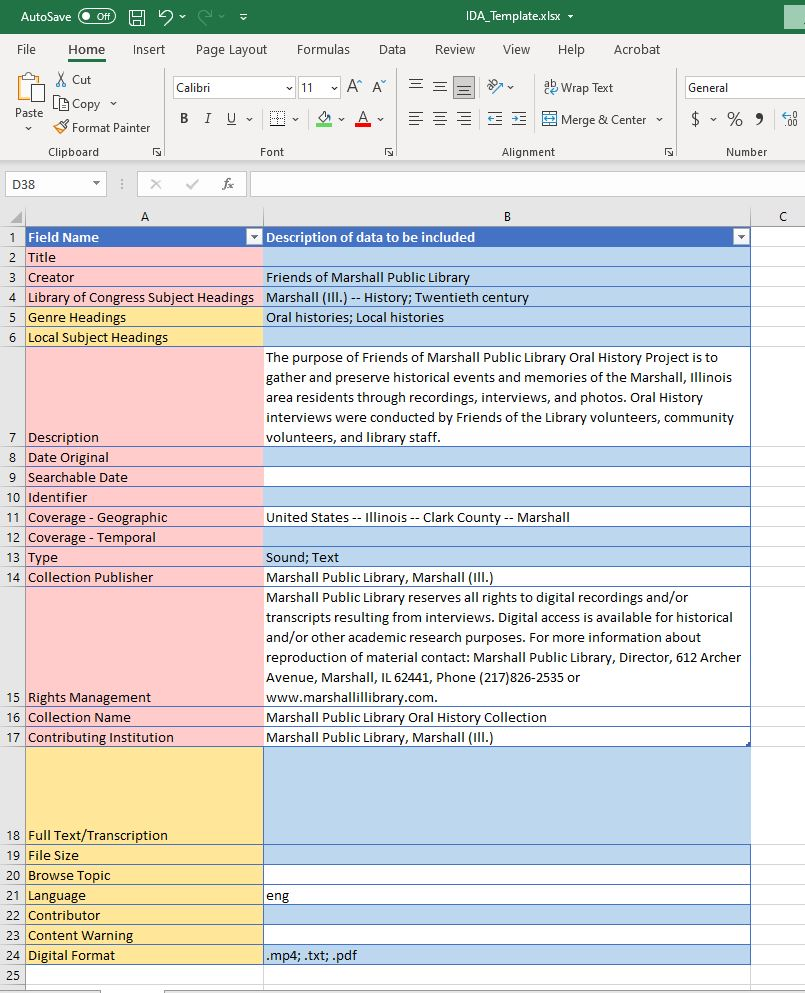 AutoSave Off IDA_Template.xlsx
File Home Insert Page Layout Formulas Data Review View Help Acrobat
Paste Cut Calibri 11 A A Wrap Text General
Copy B I U A Merge & Center $ % 9 .00
Format Painter
Clipboard Font Alignment Number
D38 fx
A B C
1 Field Name Description of data to be included
2 Title
3 Creator Friends of Marshall Public Library
4 Library of Congress Subject Headings Marshall (Ill.) -- History; Twentieth century
5 Genre Headings Oral histories; Local histories
6 Local Subject Headings
The purpose of Friends of Marshall Public Library Oral History Project is to
gather and preserve historical events and memories of the Marshall, Illinois
area residents through recordings, interviews, and photos. Oral History
interviews were conducted by Friends of the Library volunteers, community
7 Description volunteers, and library staff.
8 Date Original
9 Searchable Date
10 Identifier
11 Coverage - Geographic United States -- Illinois -- Clark County -- Marshall
12 Coverage - Temporal
13 Type Sound; Text
14 Collection Publisher Marshall Public Library, Marshall (Ill.)
Marshall Public Library reserves all rights to digital recordings and/or
transcripts resulting from interviews. Digital access is available for historical
and/or other academic research purposes. For more information about
reproduction of material contact: Marshall Public Library, Director, 612 Archer
Avenue, Marshall, IL 62441, Phone (217)826-2535 or
15 Rights Management www.marshallillibrary.com.
16 Collection Name Marshall Public Library Oral History Collection
17 Contributing Institution Marshall Public Library, Marshall (Ill.)
18 Full Text/Transcription
19 File Size
20 Browse Topic
21 Language eng
22 Contributor
23 Content Warning
24 Digital Format .mp4; .txt; .pdf
25